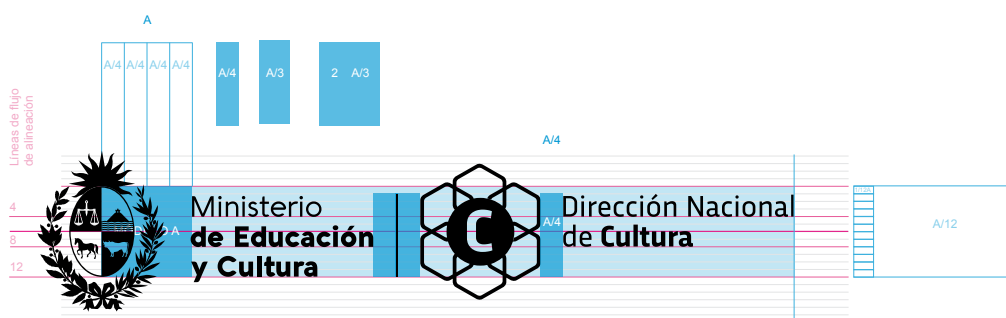 A
A/4 A/4 A/4 A/4
A/4
A/3
2 A/3
Líneas de flujo
de alineación
A/4
4
8
12
A
Ministerio
de Educación
y Cultura
C
A/4
Dirección Nacional
de Cultura
A/12